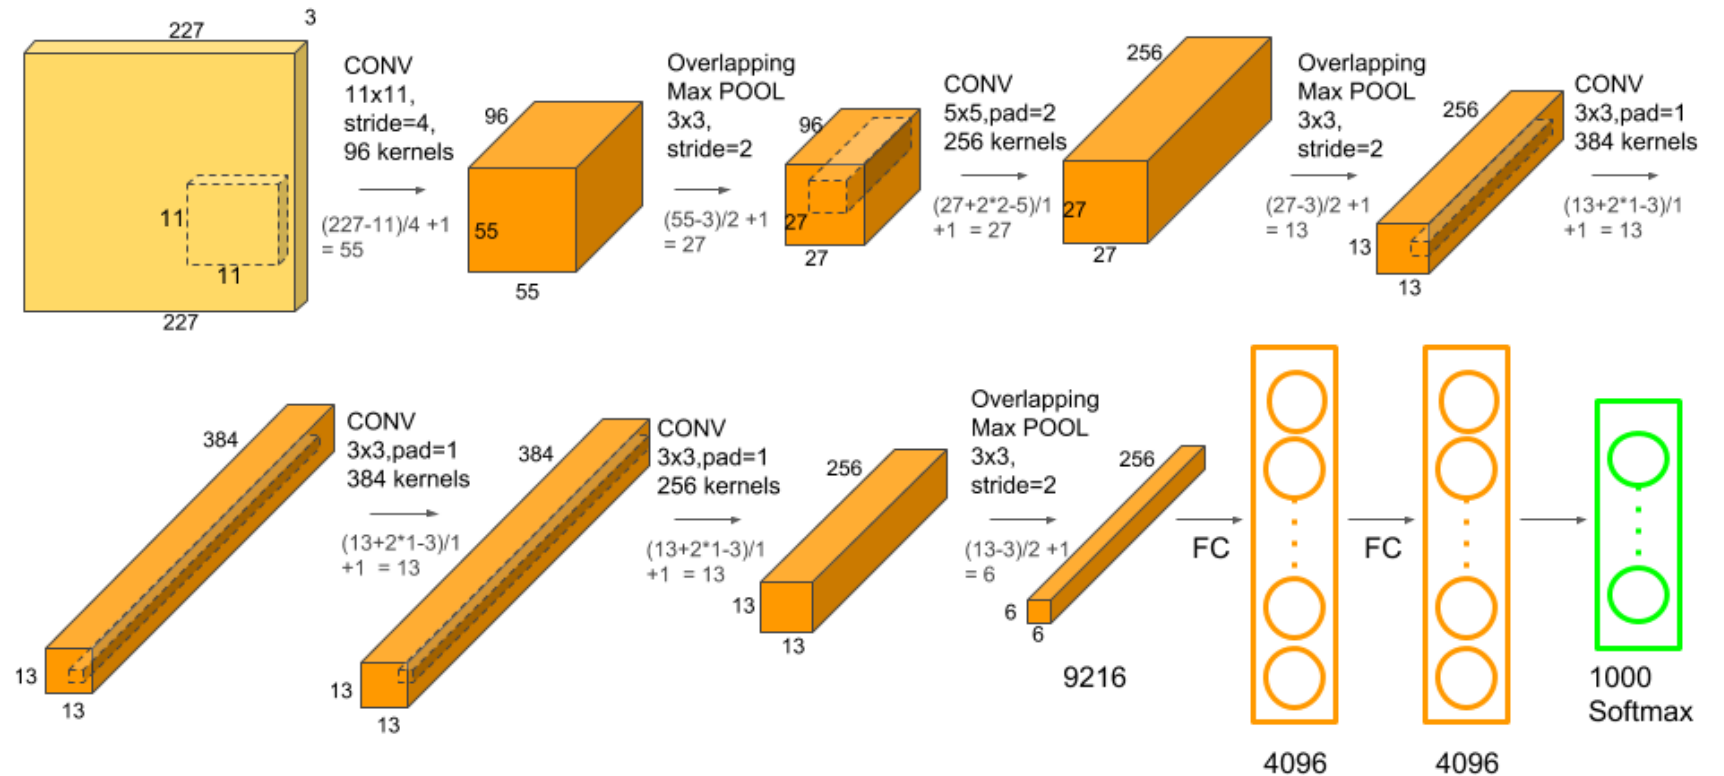 227
3
11
11
227
CONV
11x11,
stride=4,
96 kernels
(227-11)/4 +1
= 55
96
55
55
Overlapping
Max POOL
3x3,
stride=2
(55-3)/2 +1
= 27
96
27
27
CONV
5x5,pad=2
256 kernels
(27+2*2-5)/1
+1 = 27
256
27
27
Overlapping
Max POOL
3x3,
stride=2
(27-3)/2 +1
= 13
256
13
13
CONV
3x3,pad=1
384 kernels
(13+2*1-3)/1
+1 = 13
384
13
13
CONV
3x3,pad=1
384 kernels
(13+2*1-3)/1
+1 = 13
384
13
13
CONV
3x3,pad=1
256 kernels
(13+2*1-3)/1
+1 = 13
256
13
13
Overlapping
Max POOL
3x3,
stride=2
(13-3)/2 +1
= 6
256
6
6
9216
FC
4096
FC
4096
1000
Softmax